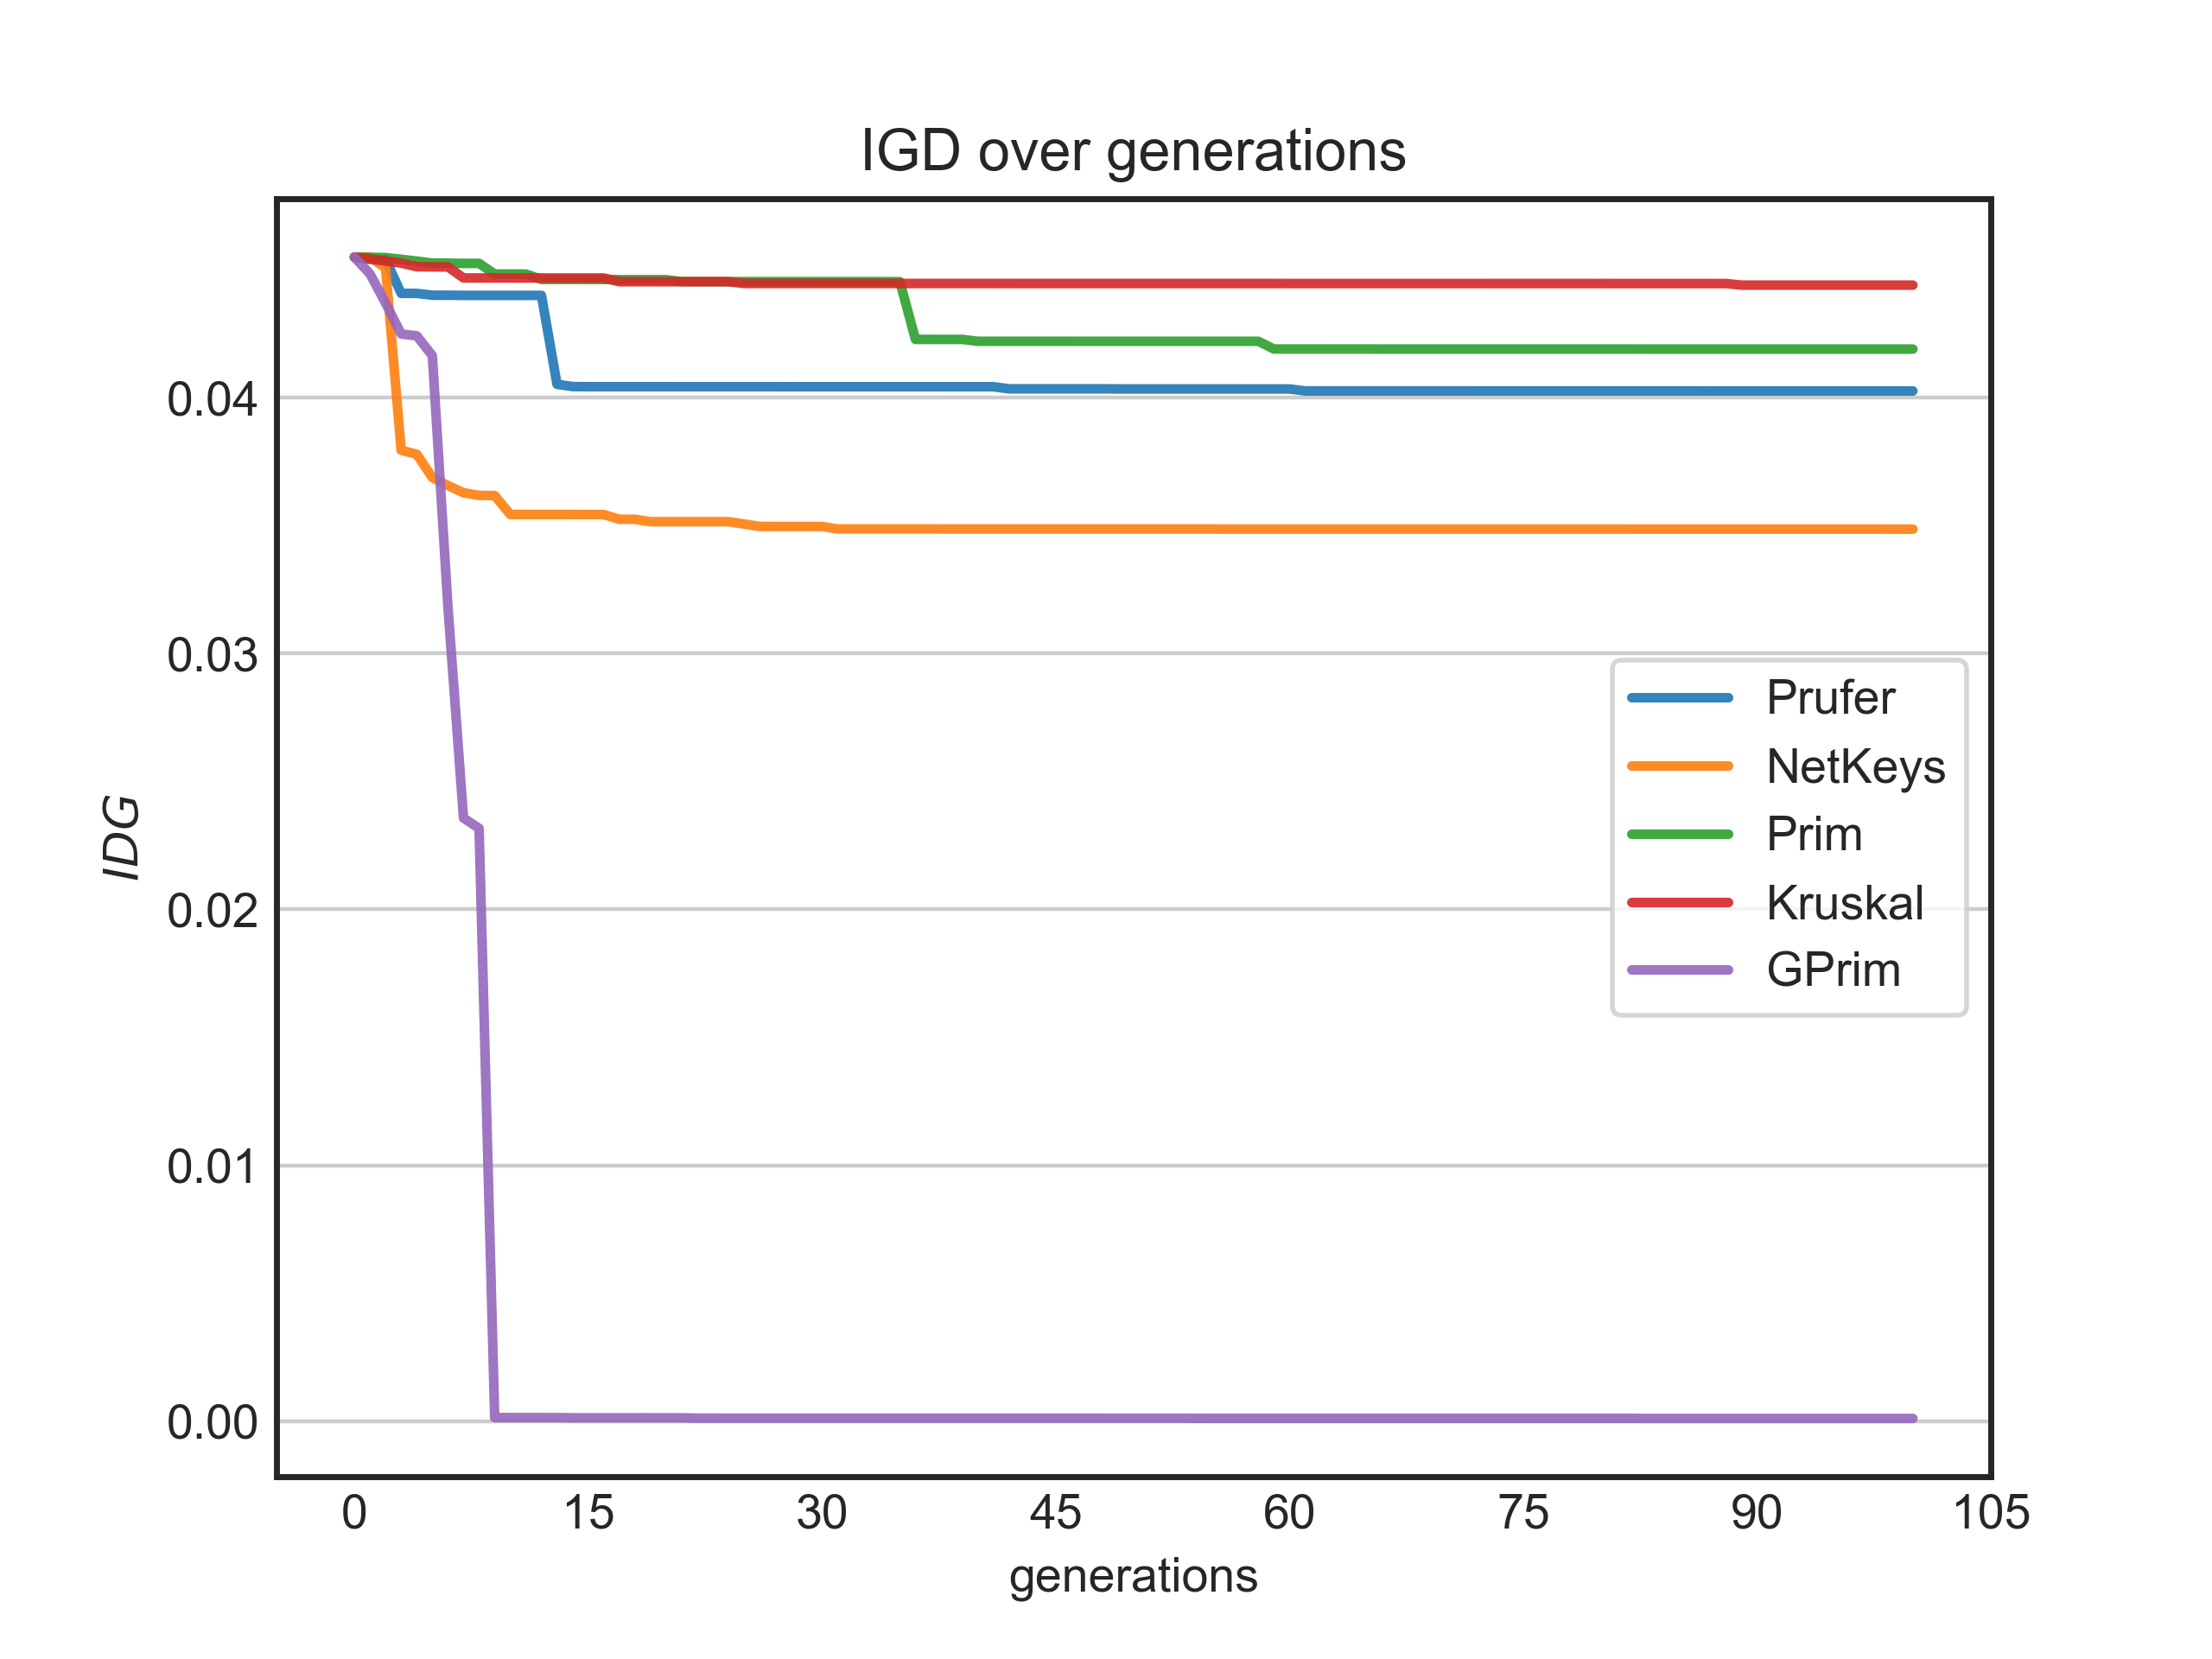 IGD over generations
IDG
0.04
0.03
0.02
0.01
0.00
0 15 30 45 60 75 90 105
generations
Prufer
NetKeys
Prim
Kruskal
GPrim